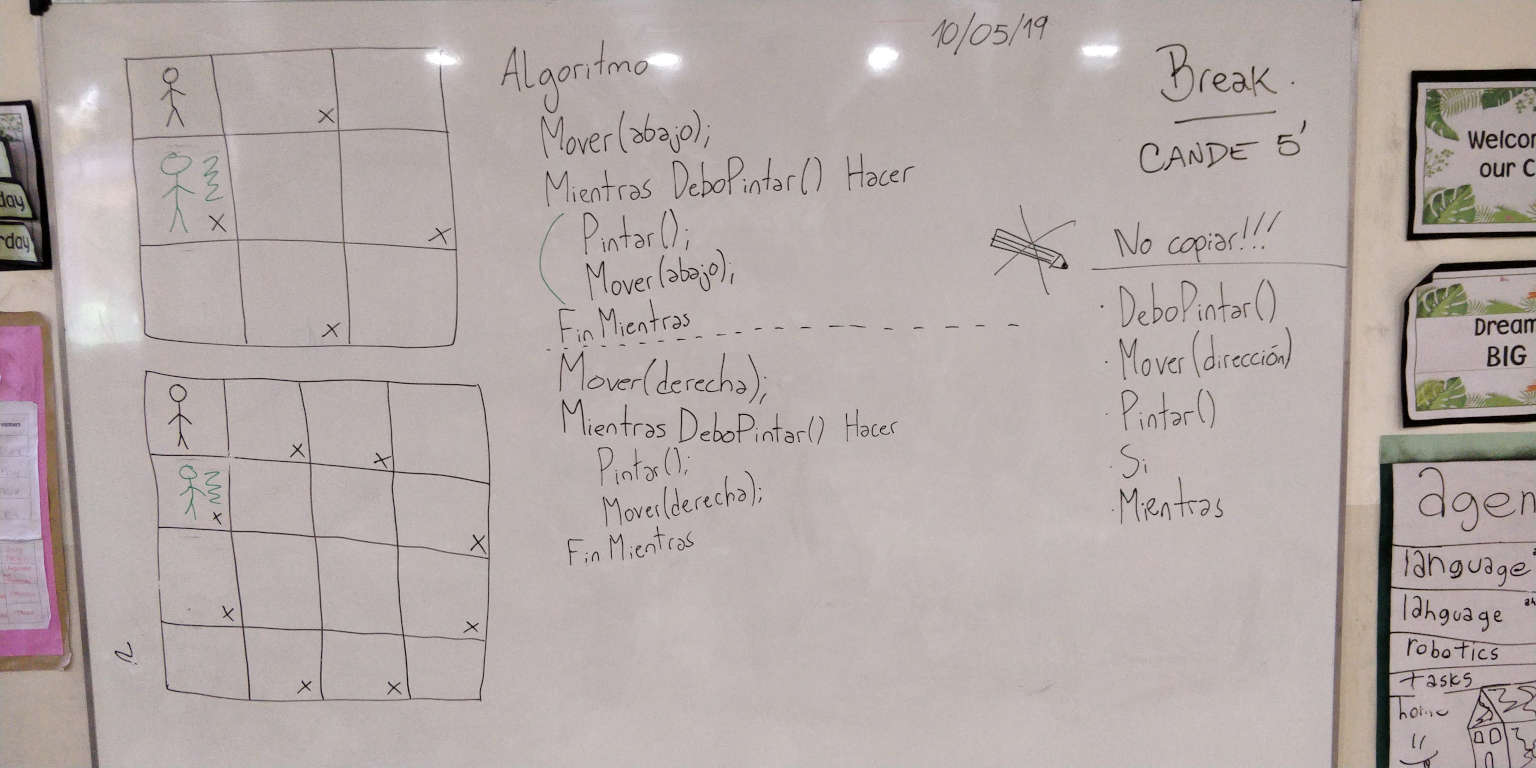 10/05/19
Algoritmo
Mover(abajo);
Mientras DeboPintar() Hacer
Pintar();
Mover(abajo);
Fin Mientras
Mover(derecha);
Mientras DeboPintar() Hacer
Pintar();
Mover(derecha);
Fin Mientras
Break.
CANDE 5'
No copiar!!!
· DeboPintar()
· Mover(dirección)
· Pintar()
· Si
· Mientras
x
x
x
x
x
x
x
x
x
x
x
x
day
rday
Welco
our C
Dream
BIG
agen
language
language
robotics
tasks